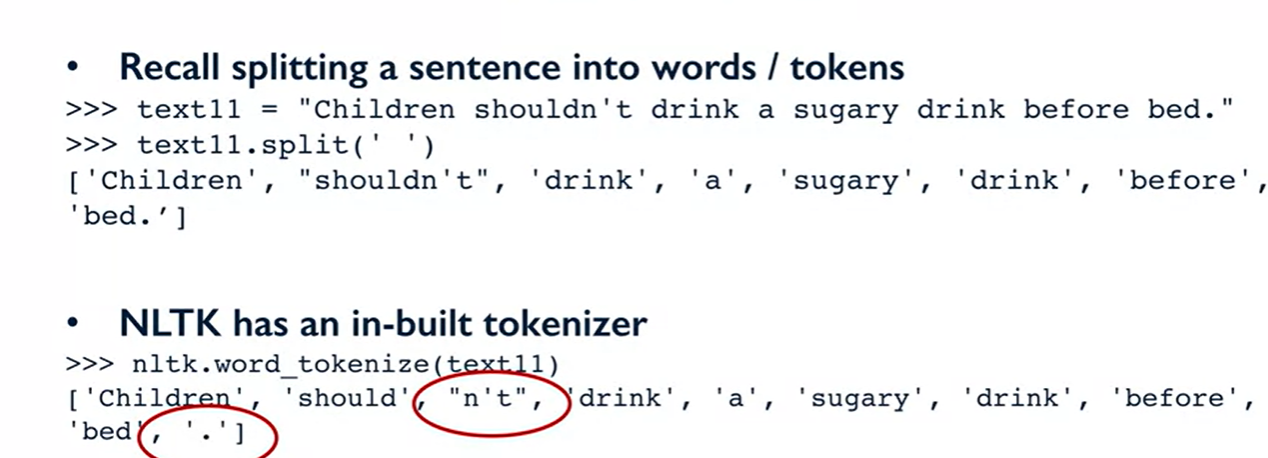 • Recall splitting a sentence into words / tokens
>>> text11 = "Children shouldn't drink a sugary drink before bed."
>>> text11.split(' ')
['Children', "shouldn't", 'drink', 'a', 'sugary', 'drink', 'before',
'bed.′]
• NLTK has an in-built tokenizer
>>> nltk.word_tokenize(text11)
['Children', 'should', "n't", 'drink', 'a', 'sugary', 'drink', 'before',
'bed', '.']